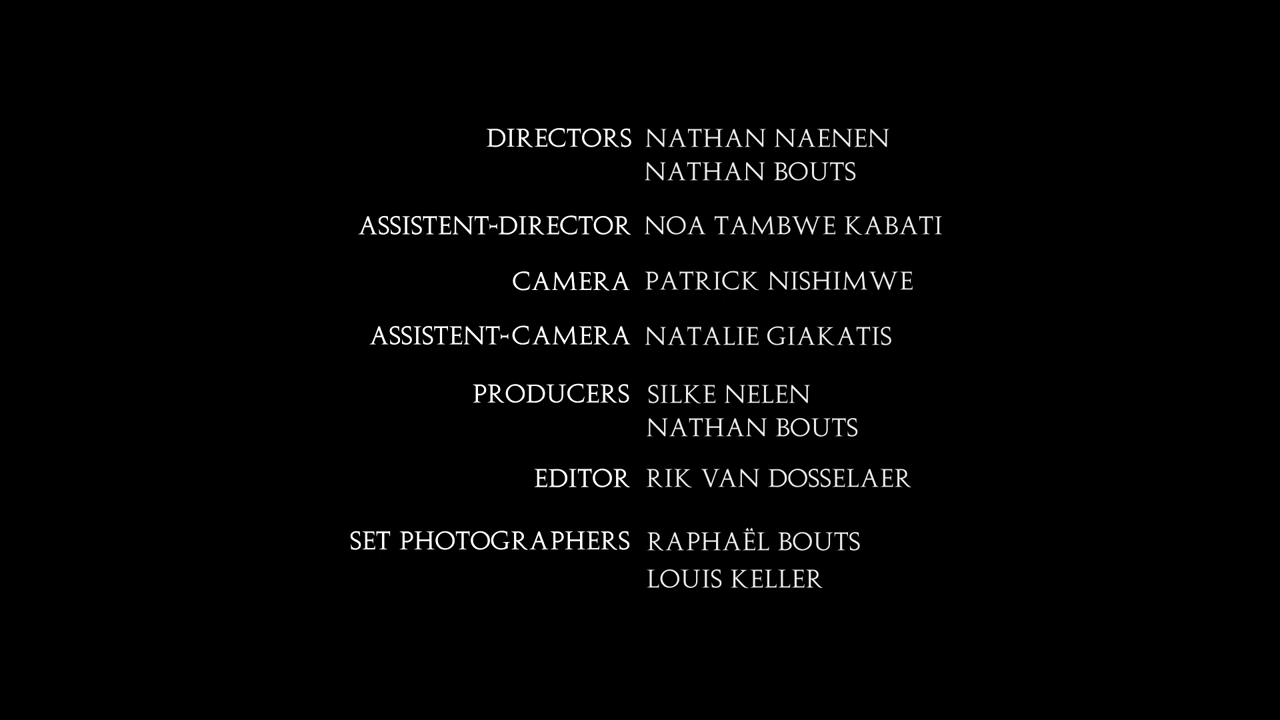 DIRECTORS NATHAN NAENEN
NATHAN BOUTS
ASSISTENT-DIRECTOR NOA TAMBWE KABATI
CAMERA PATRICK NISHIMWE
ASSISTENT-CAMERA NATALIE GIAKATIS
PRODUCERS SILKE NELEN
NATHAN BOUTS
EDITOR RIK VAN DOSSELAER
SET PHOTOGRAPHERS RAPHAËL BOUTS
LOUIS KELLER